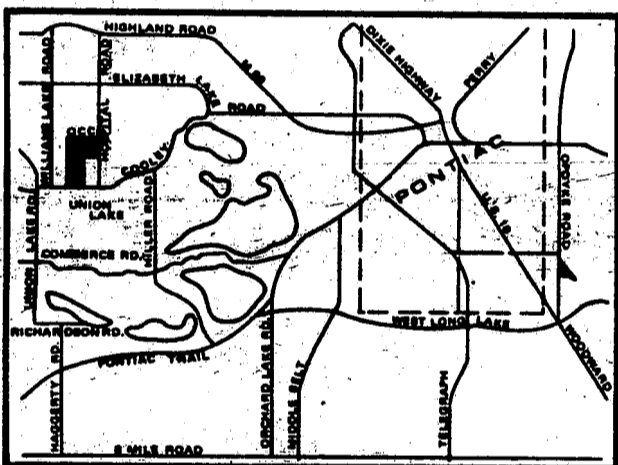 HIGHLAND ROAD
M.59
DIXIE HIGHWAY
PERRY
WILLIAMS LAKE ROAD
HOSPITAL ROAD
ELIZABETH LAKE ROAD
OCC
COOLEY
PONTIAC
U.S. 10
OPDYKE ROAD
UNION LAKE
UNION LAKE RD.
MILLER ROAD
COMMERCE RD.
RICHARDSON RD.
PONTIAC TRAIL
WEST LONG LAKE
WOODWARD
HAGGERTY RD
ORCHARD LAKE RD.
MIDDLE BELT
TELEGRAPH
8 MILE ROAD